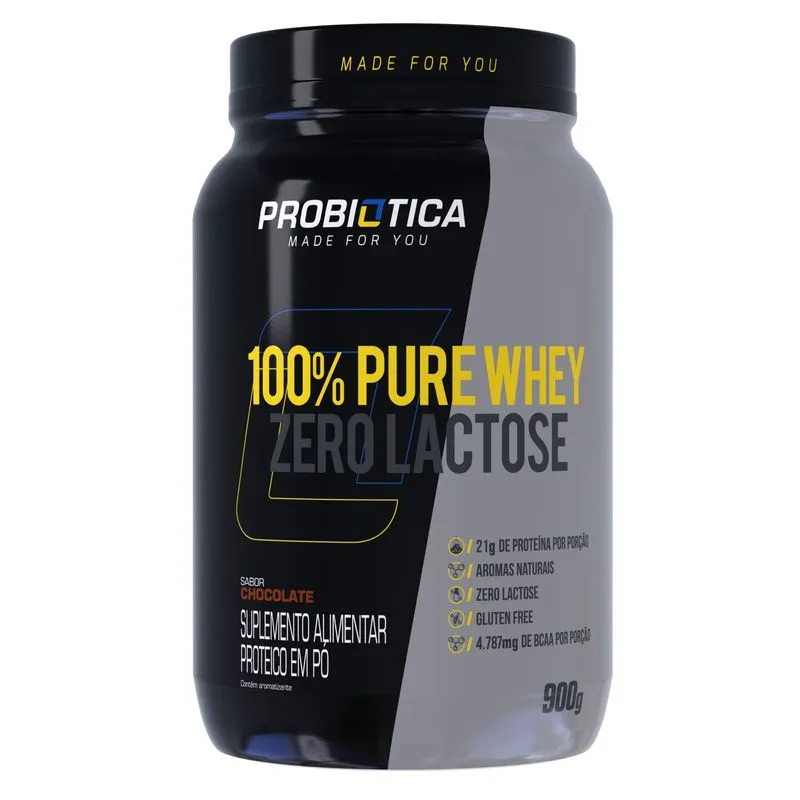 MADE FOR YOU
PROBIOTICA
MADE FOR YOU
100% PURE WHEY
ZERO LACTOSE
21g DE PROTEÍNA POR PORÇÃO
AROMAS NATURAIS
ZERO LACTOSE
GLUTEN FREE
4.787mg DE BCAA POR PORÇÃO
SABOR
CHOCOLATE
SUPLEMENTO ALIMENTAR
PROTEICO EM PÓ
Contém aromatizante
900g